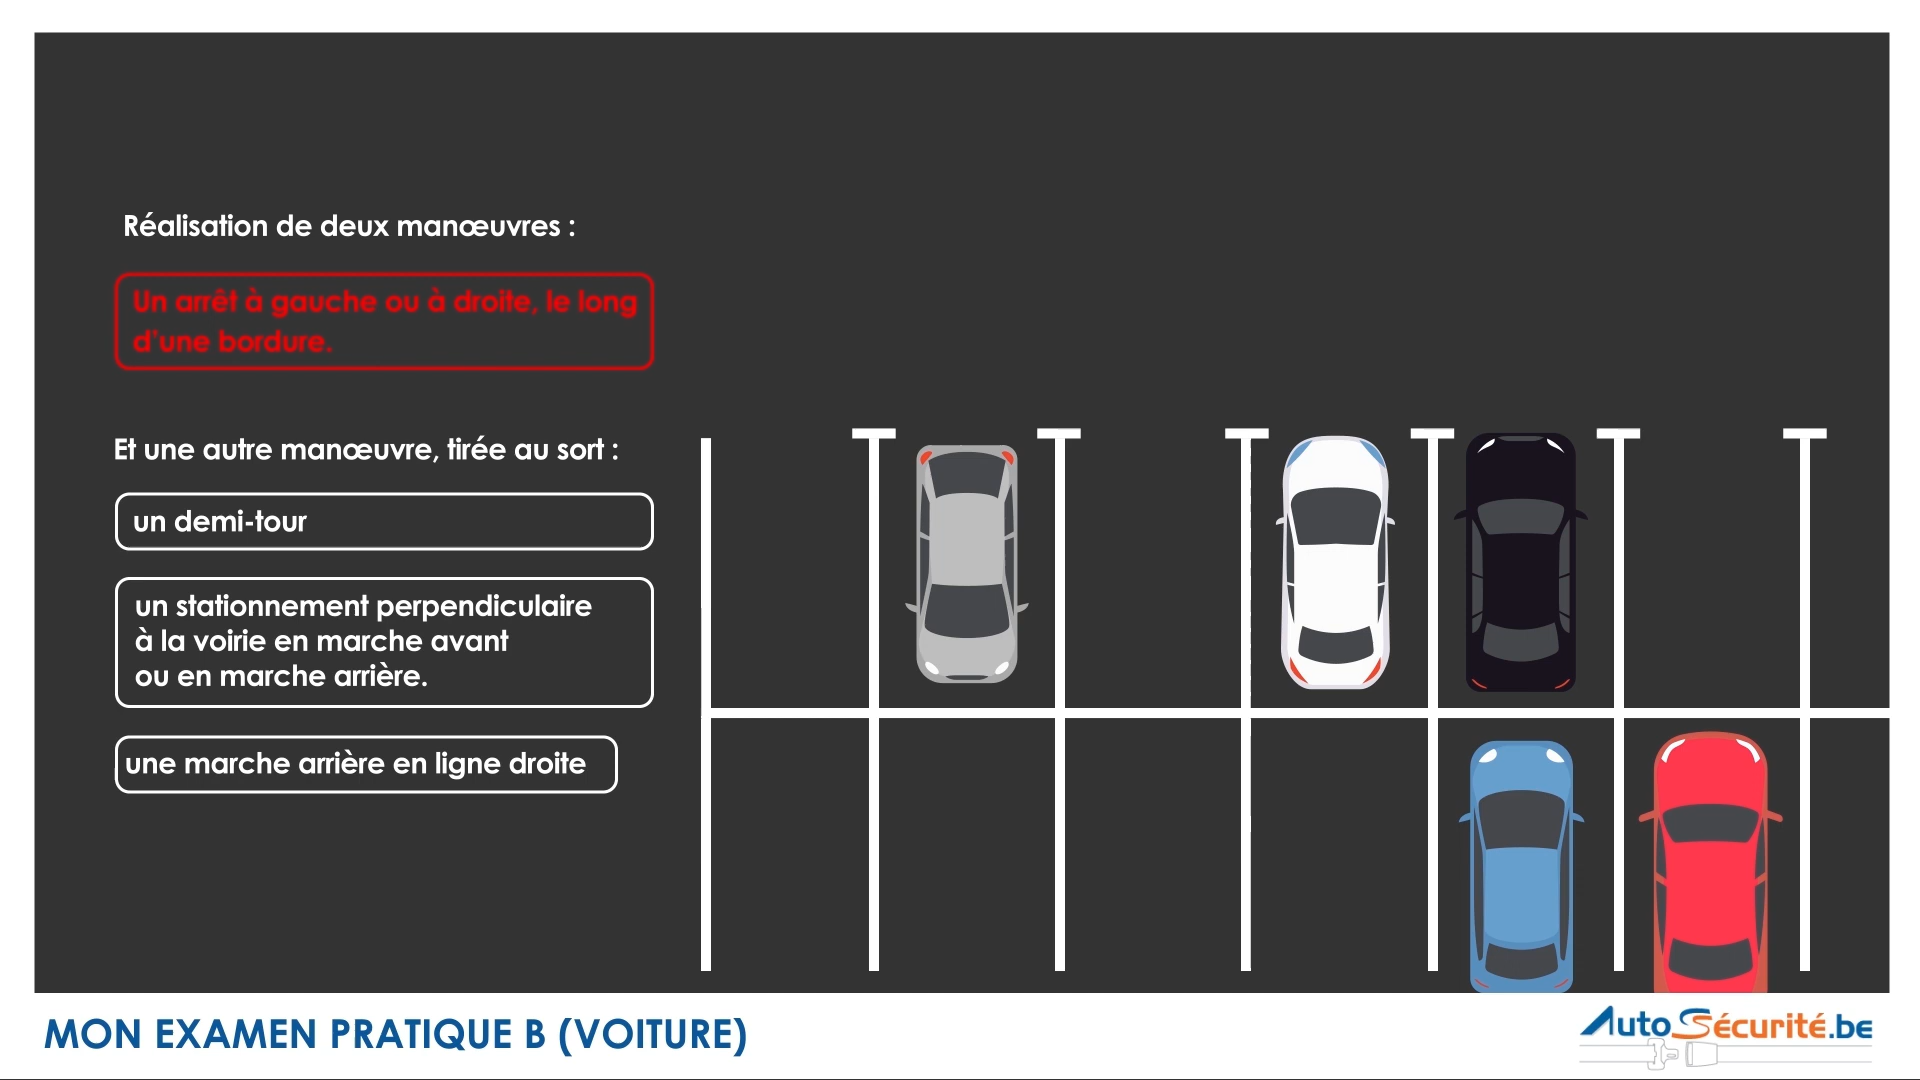 Réalisation de deux manœuvres :
Un arrêt à gauche ou à droite, le long
d'une bordure.
Et une autre manœuvre, tirée au sort :
un demi-tour
un stationnement perpendiculaire
à la voirie en marche avant
ou en marche arrière.
une marche arrière en ligne droite
MON EXAMEN PRATIQUE B (VOITURE)
AutoSécurité.be